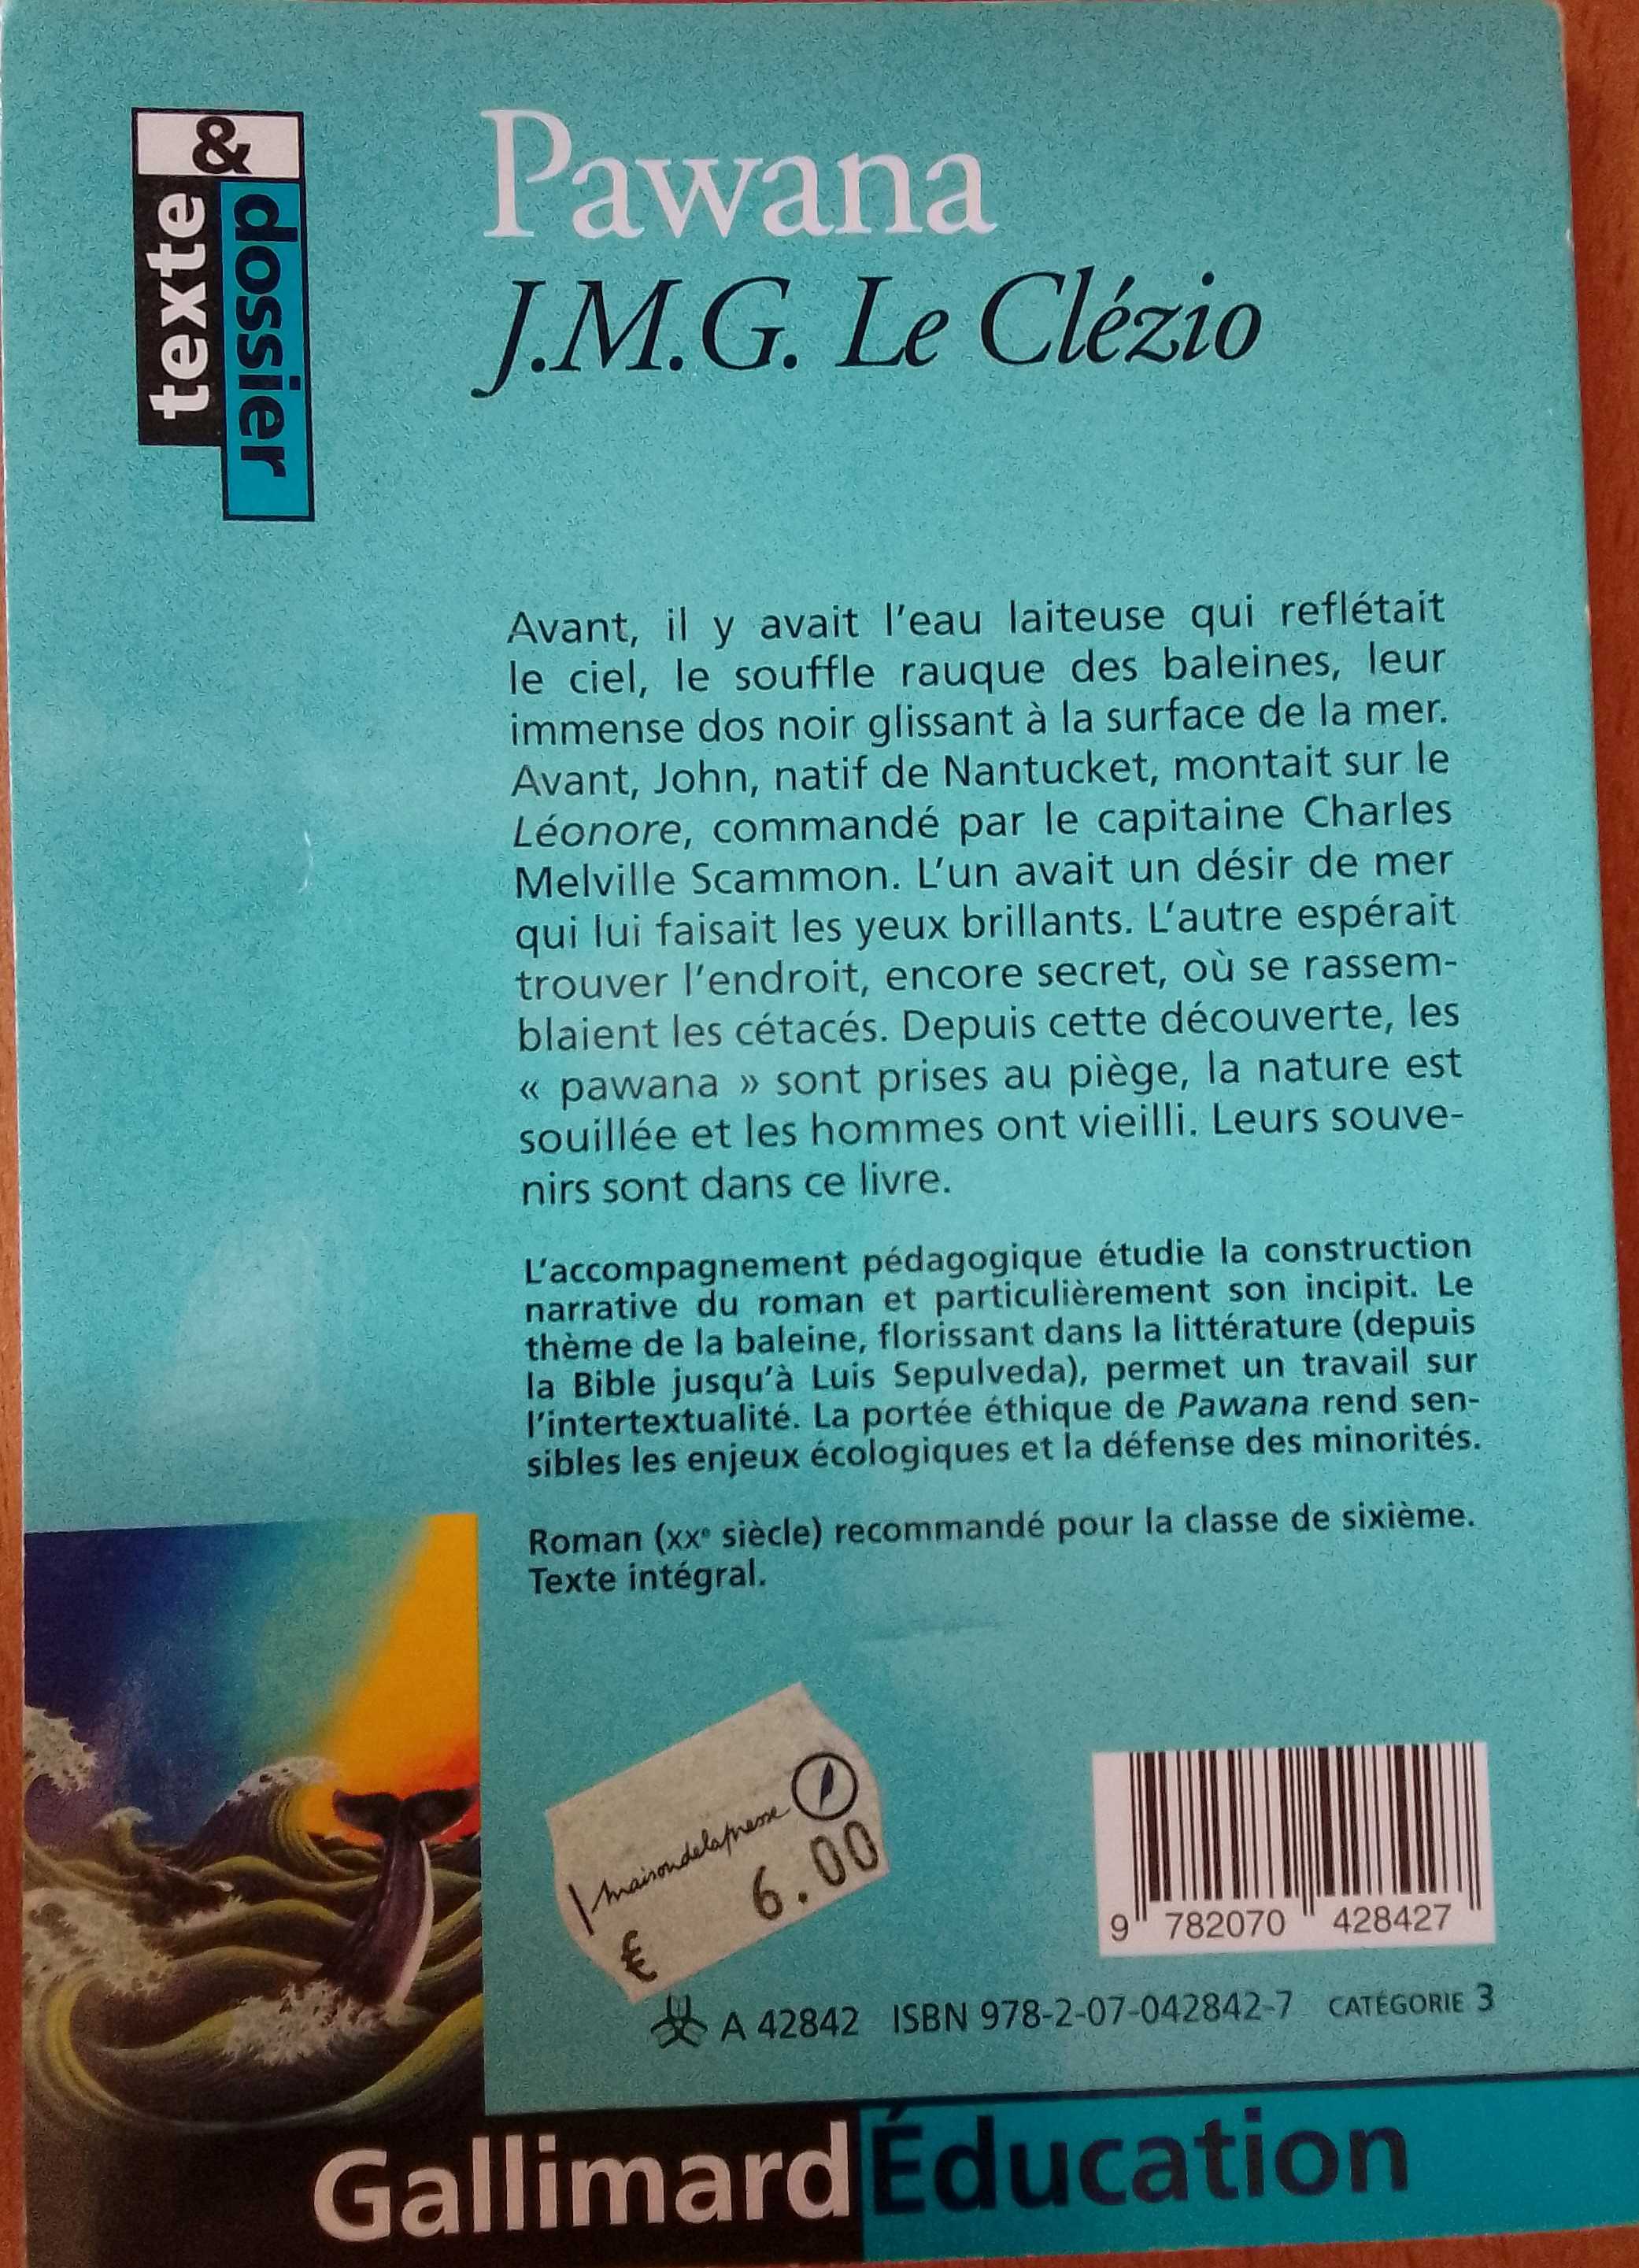 texte & dossier
Pawana
J.M.G. Le Clézio
Avant, il y avait l'eau laiteuse qui reflétait
le ciel, le souffle rauque des baleines, leur
immense dos noir glissant à la surface de la mer.
Avant, John, natif de Nantucket, montait sur le
Léonore, commandé par le capitaine Charles
Melville Scammon. L'un avait un désir de mer
qui lui faisait les yeux brillants. L'autre espérait
trouver l'endroit, encore secret, où se rassem-
blaient les cétacés. Depuis cette découverte, les
« pawana » sont prises au piège, la nature est
souillée et les hommes ont vieilli. Leurs souve-
nirs sont dans ce livre.
L'accompagnement pédagogique étudie la construction
narrative du roman et particulièrement son incipit. Le
thème de la baleine, florissant dans la littérature (depuis
la Bible jusqu'à Luis Sepulveda), permet un travail sur
l'intertextualité. La portée éthique de Pawana rend sen-
sibles les enjeux écologiques et la défense des minorités.
Roman (XXe siècle) recommandé pour la classe de sixième.
Texte intégral.
maisondelapresse
€ 6.00
9 782070 428427
A 42842 ISBN 978-2-07-042842-7 CATÉGORIE 3
Gallimard Éducation